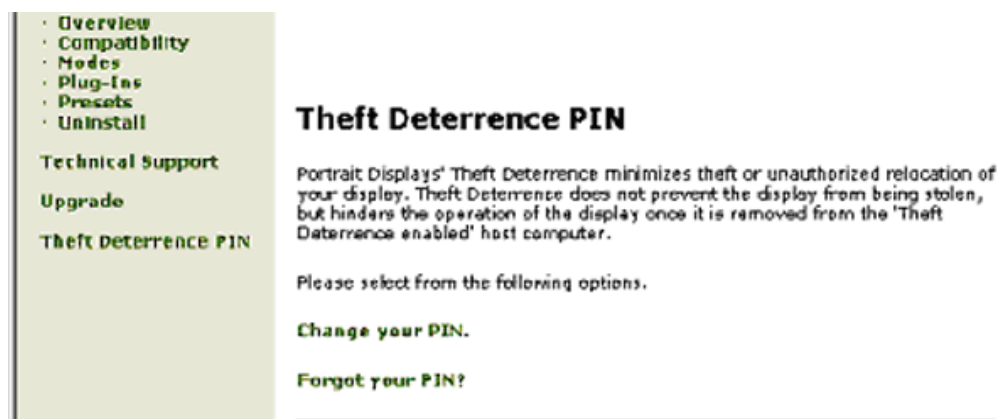 · Overview
· Compatibility
· Modes
· Plug-Ins
· Presets
· Uninstall
Technical Support
Upgrade
Theft Deterrence PIN
Theft Deterrence PIN
Portrait Displays' Theft Deterrence minimizes theft or unauthorized relocation of
your display. Theft Deterrence does not prevent the display from being stolen,
but hinders the operation of the display once it is removed from the 'Theft
Deterrence enabled' host computer.
Please select from the following options.
Change your PIN.
Forgot your PIN?